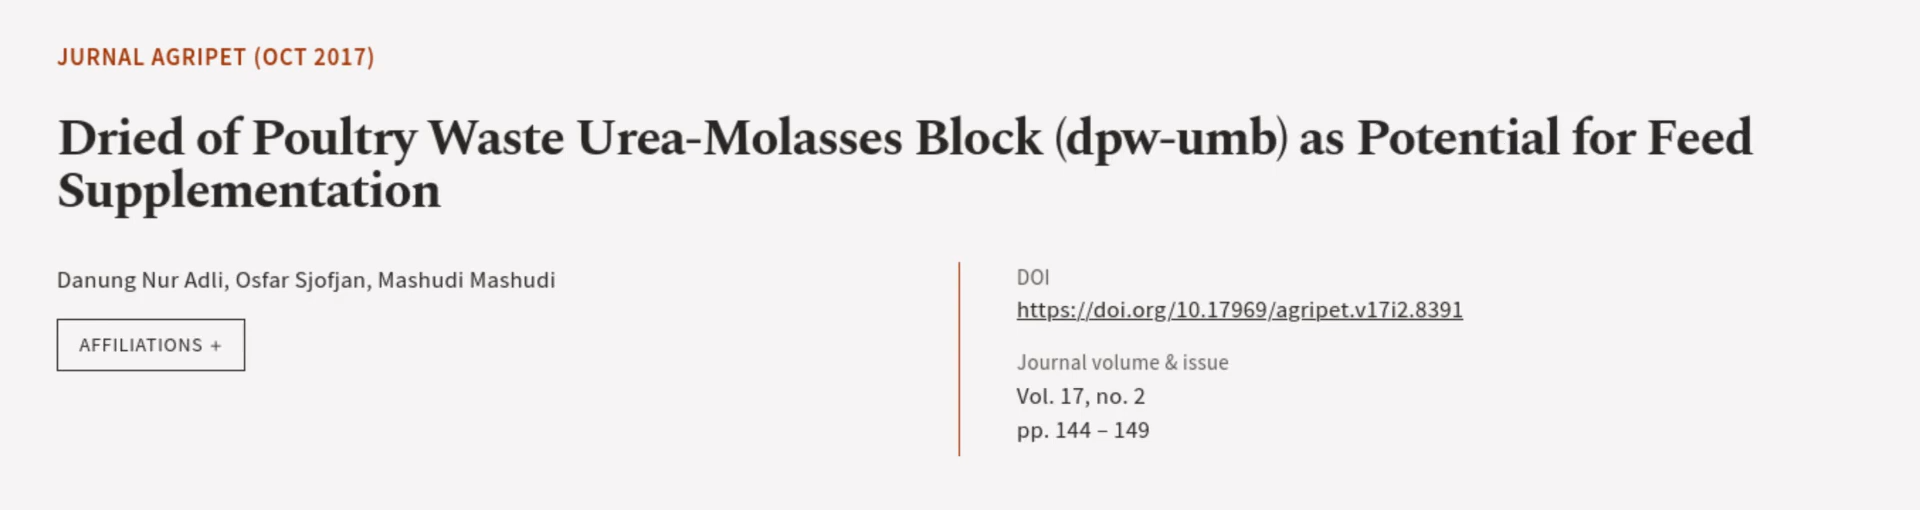 JURNAL AGRIPET (OCT 2017)
Dried of Poultry Waste Urea-Molasses Block (dpw-umb) as Potential for Feed
Supplementation
Danung Nur Adli, Osfar Sjofjan, Mashudi Mashudi
AFFILIATIONS +
DOI
https://doi.org/10.17969/agripet.v17i2.8391
Journal volume & issue
Vol. 17, no. 2
pp. 144 – 149